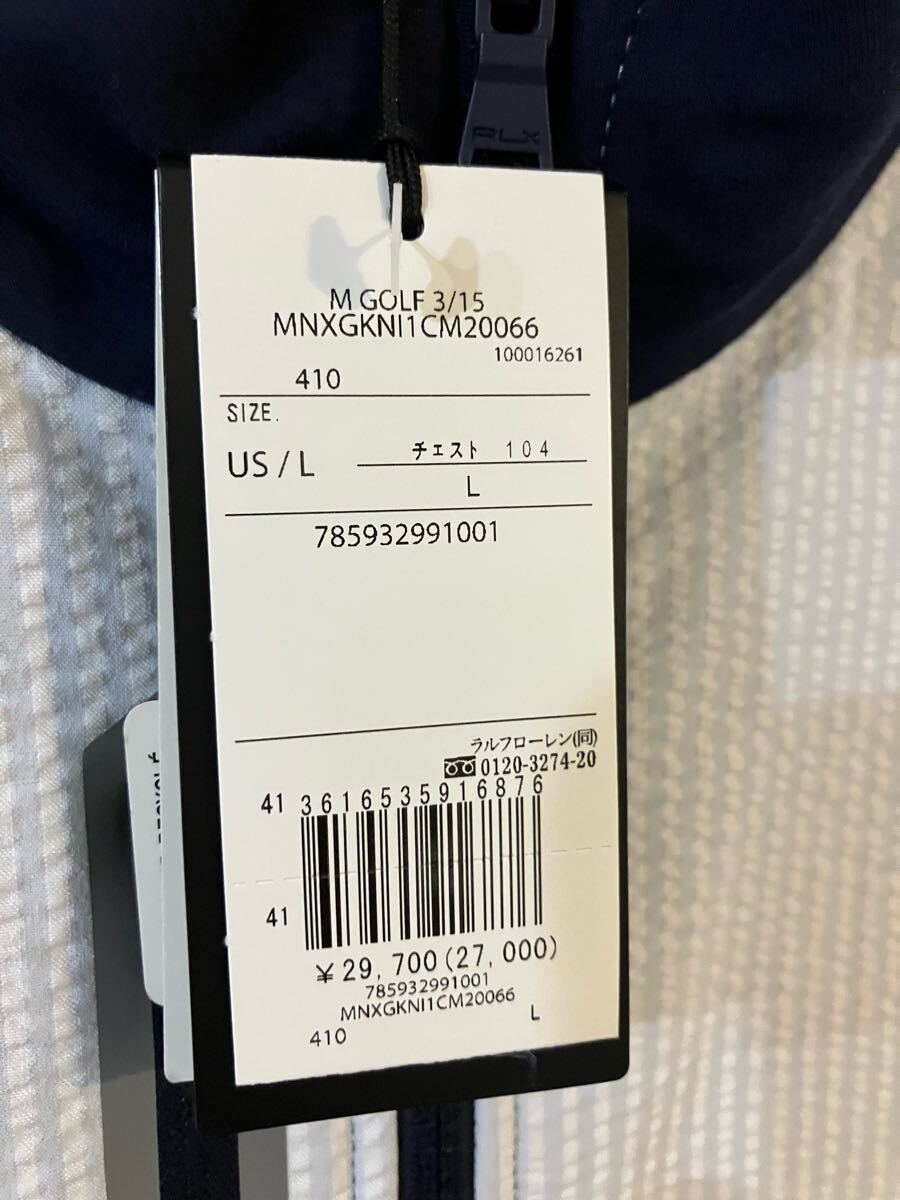 RLX
M GOLF 3/15
MNXGKNI1CM20066
100016261
410
SIZE.
US / L
チェスト 104
L
785932991001
ラルフローレン(同)
0120-3274-20
41 3616535916876
41
¥29,700(27,000)
785932991001
MNXGKNI1CM20066
410 L